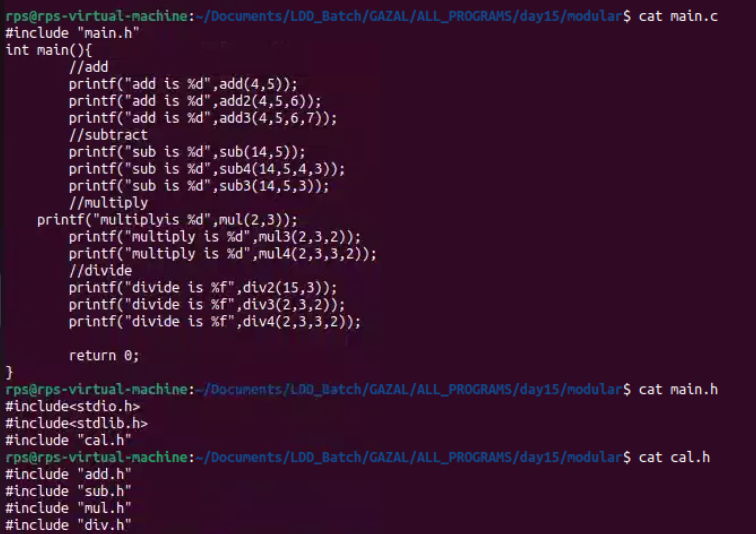 rps@rps-virtual-machine:~/Documents/LDD_Batch/GAZAL/ALL_PROGRAMS/day15/modular$ cat main.c
#include "main.h"
int main(){
        //add
        printf("add is %d",add(4,5));
        printf("add is %d",add2(4,5,6));
        printf("add is %d",add3(4,5,6,7));
        //subtract
        printf("sub is %d",sub(14,5));
        printf("sub is %d",sub4(14,5,4,3));
        printf("sub is %d",sub3(14,5,3));
        //multiply
    printf("multiplyis %d",mul(2,3));
        printf("multiply is %d",mul3(2,3,2));
        printf("multiply is %d",mul4(2,3,3,2));
        //divide
        printf("divide is %f",div2(15,3));
        printf("divide is %f",div3(2,3,2));
        printf("divide is %f",div4(2,3,3,2));

        return 0;
}
rps@rps-virtual-machine:~/Documents/LDD_Batch/GAZAL/ALL_PROGRAMS/day15/modular$ cat main.h
#include<stdio.h>
#include<stdlib.h>
#include "cal.h"
rps@rps-virtual-machine:~/Documents/LDD_Batch/GAZAL/ALL_PROGRAMS/day15/modular$ cat cal.h
#include "add.h"
#include "sub.h"
#include "mul.h"
#include "div.h"